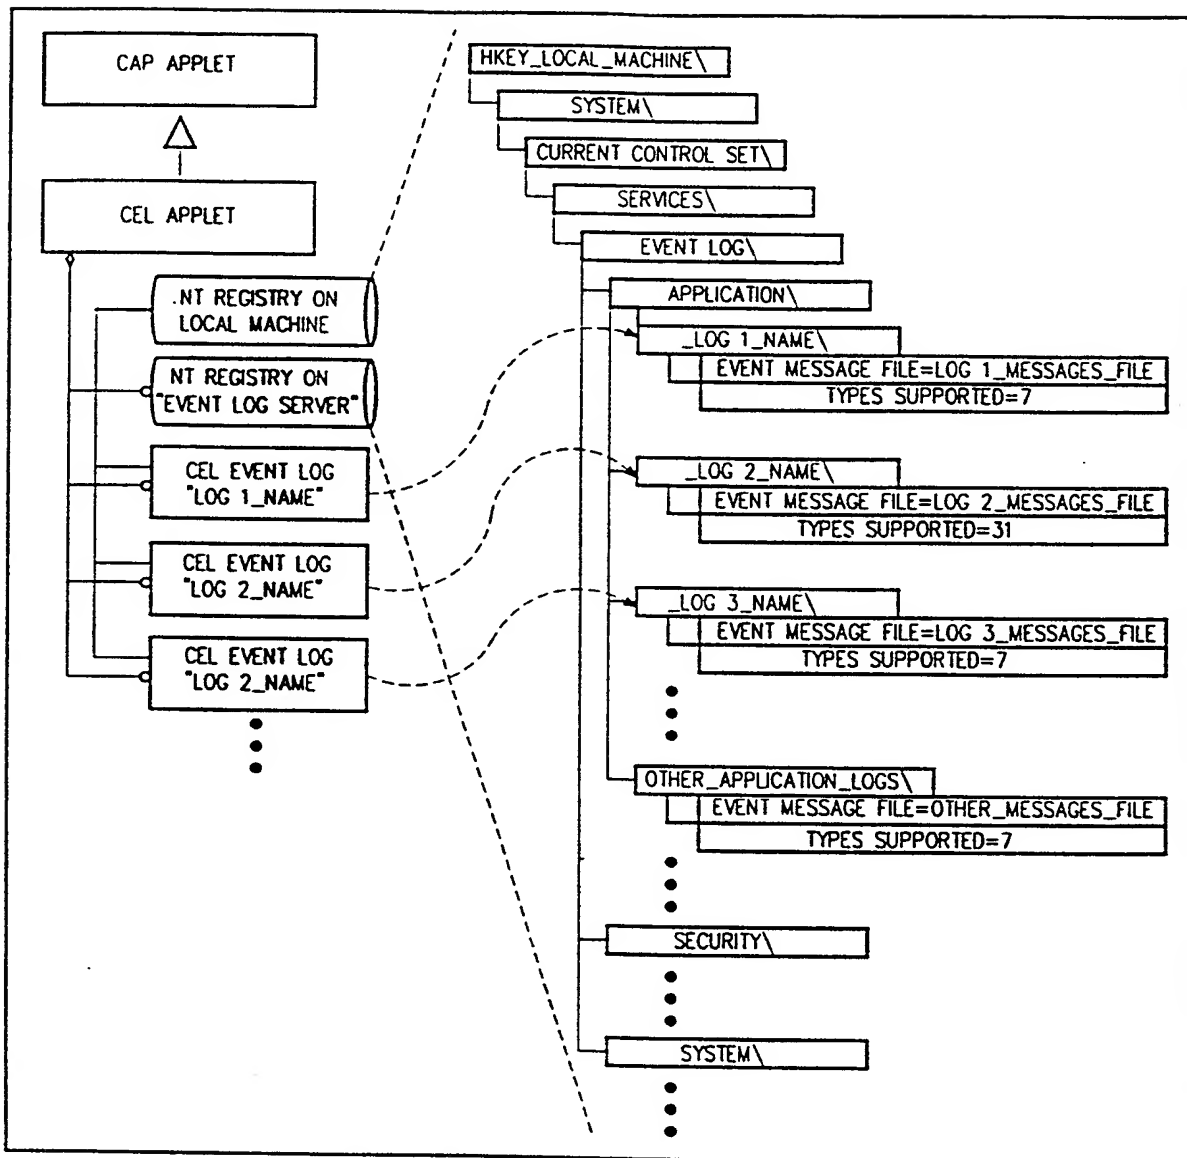 CAP APPLET
CEL APPLET
.NT REGISTRY ON
LOCAL MACHINE
NT REGISTRY ON
"EVENT LOG SERVER"
CEL EVENT LOG
"LOG 1_NAME"
CEL EVENT LOG
"LOG 2_NAME"
CEL EVENT LOG
"LOG 2_NAME"
HKEY_LOCAL_MACHINE\
SYSTEM\
CURRENT CONTROL SET\
SERVICES\
EVENT LOG\
APPLICATION\
_LOG 1_NAME\
EVENT MESSAGE FILE=LOG 1_MESSAGES_FILE
TYPES SUPPORTED=7
_LOG 2_NAME\
EVENT MESSAGE FILE=LOG 2_MESSAGES_FILE
TYPES SUPPORTED=31
_LOG 3_NAME\
EVENT MESSAGE FILE=LOG 3_MESSAGES_FILE
TYPES SUPPORTED=7
OTHER_APPLICATION_LOGS\
EVENT MESSAGE FILE=OTHER_MESSAGES_FILE
TYPES SUPPORTED=7
SECURITY\
SYSTEM\